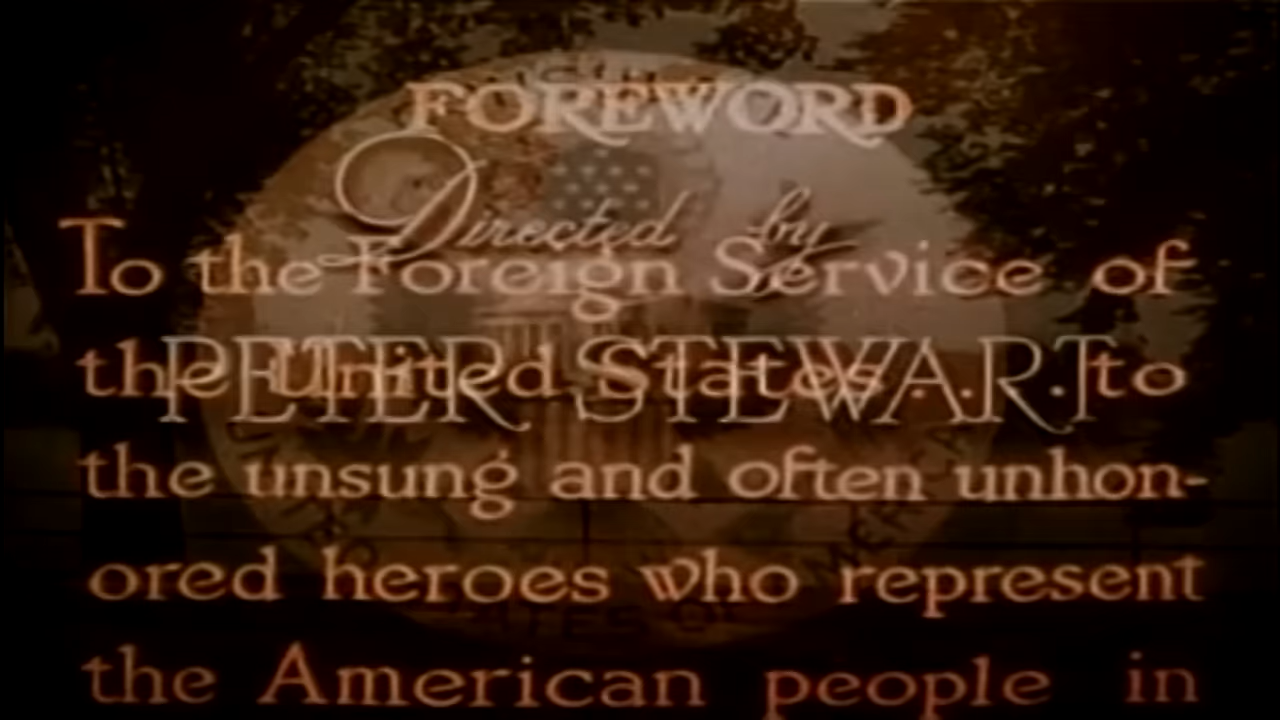 FOREWORD
Directed by
To the Foreign Service of
PETER STEWART
the United States . . . to
the unsung and often unhon-
ored heroes who represent
the American people in